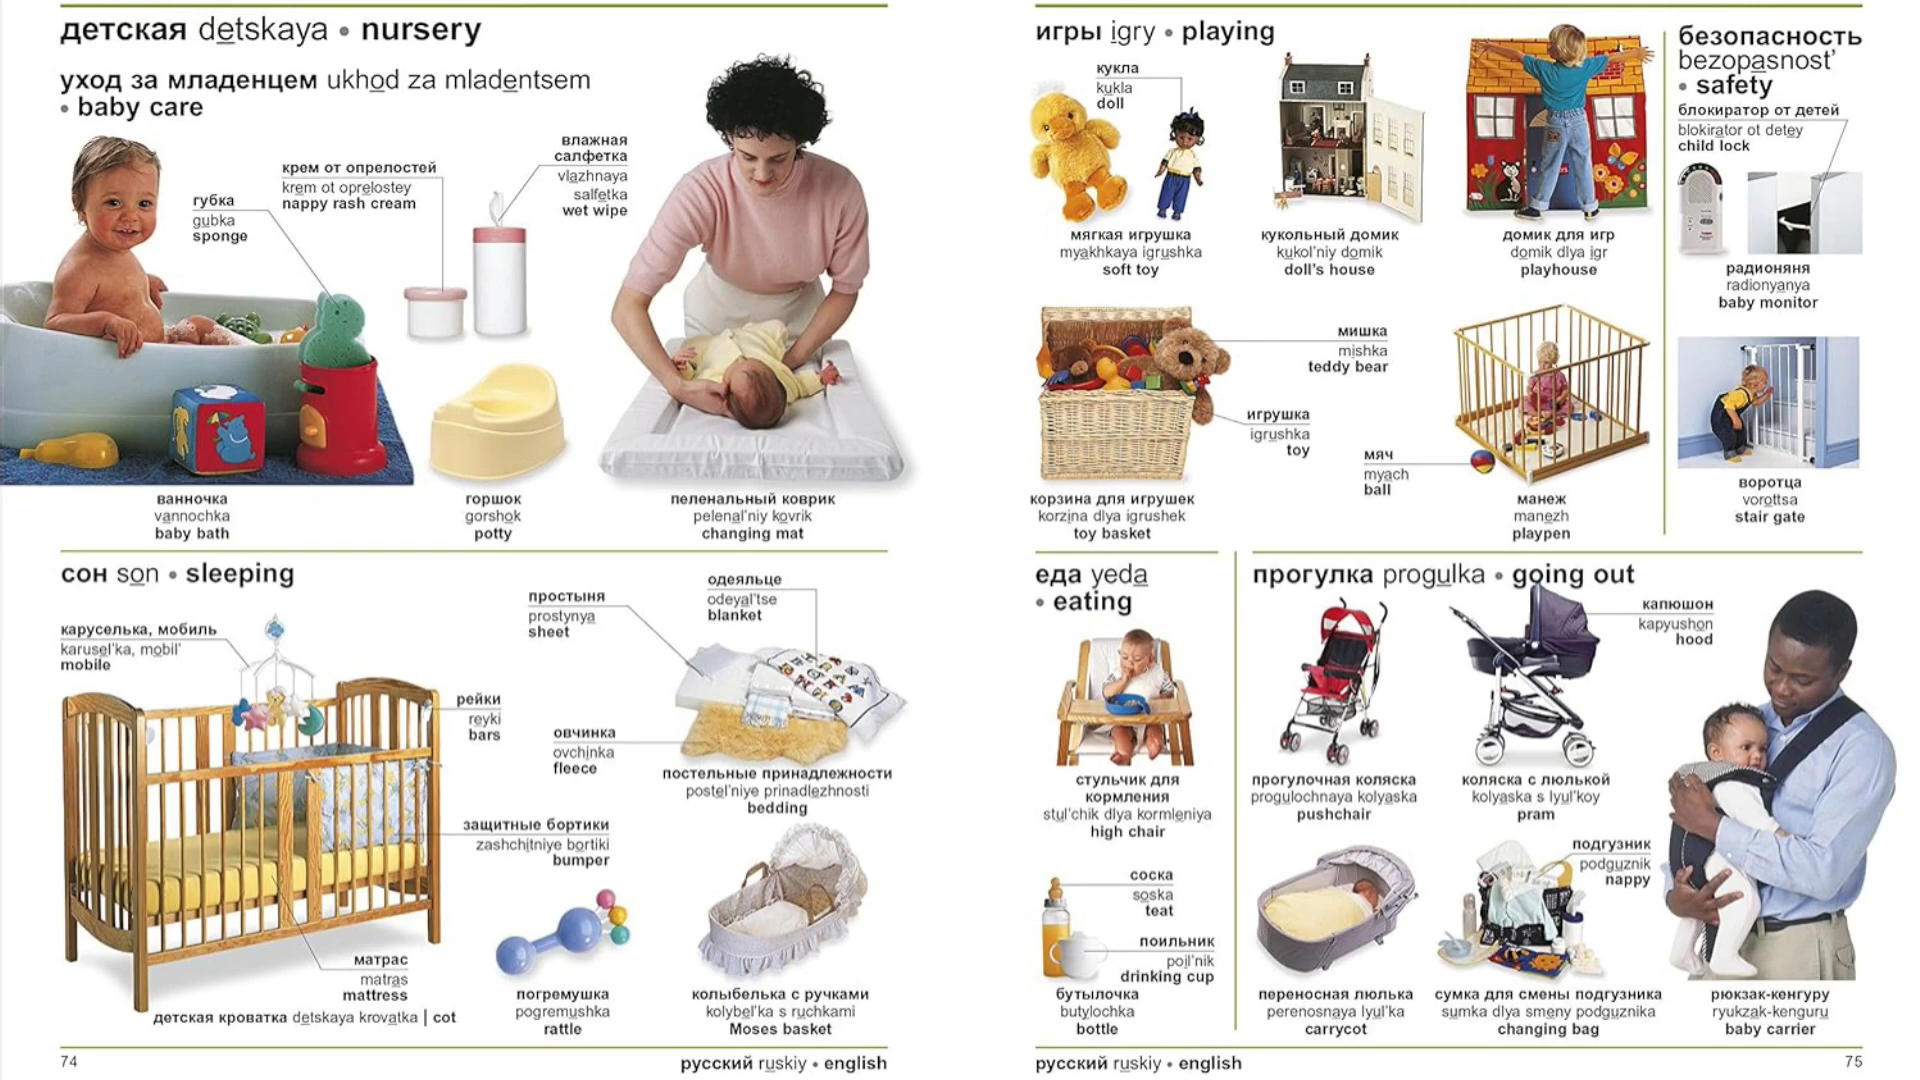 детская detskaya • nursery
уход за младенцем ukhod za mladentsem
• baby care
губка
gubka
sponge
крем от опрелостей
krem ot oprelostey
nappy rash cream
влажная
салфетка
vlazhnaya
salfetka
wet wipe
ванночка
vannochka
baby bath
горшок
gorshok
potty
пеленальный коврик
pelenal'niy kovrik
changing mat
сон son • sleeping
каруселька, мобиль
karusel'ka, mobil'
mobile
рейки
reyki
bars
простыня
prostynya
sheet
одеяльце
odeyal'tse
blanket
овчинка
ovchinka
fleece
постельные принадлежности
postel'niye prinadlezhnosti
bedding
защитные бортики
zashchitniye bortiki
bumper
матрас
matras
mattress
детская кроватка detskaya krovatka | cot
погремушка
pogremushka
rattle
колыбелька с ручками
kolybel'ka s ruchkami
Moses basket
74
русский ruskiy • english
игры igry • playing
кукла
kukla
doll
мягкая игрушка
myakhkaya igrushka
soft toy
кукольный домик
kukol'niy domik
doll's house
домик для игр
domik dlya igr
playhouse
мишка
mishka
teddy bear
игрушка
igrushka
toy
мяч
myach
ball
корзина для игрушек
korzina dlya igrushek
toy basket
манеж
manezh
playpen
безопасность
bezopasnost'
• safety
блокиратор от детей
blokirator ot detey
child lock
радионяня
radionyanya
baby monitor
воротца
vorottsa
stair gate
еда yeda
• eating
стульчик для
кормления
stul'chik dlya kormleniya
high chair
соска
soska
teat
поильник
poil'nik
drinking cup
бутылочка
butylochka
bottle
прогулка progulka • going out
капюшон
kapyushon
hood
прогулочная коляска
progulochnaya kolyaska
pushchair
коляска с люлькой
kolyaska s lyul'koy
pram
подгузник
podguznik
nappy
переносная люлька
perenosnaya lyul'ka
carrycot
сумка для смены подгузника
sumka dlya smeny podguznika
changing bag
рюкзак-кенгуру
ryukzak-kenguru
baby carrier
русский ruskiy • english
75